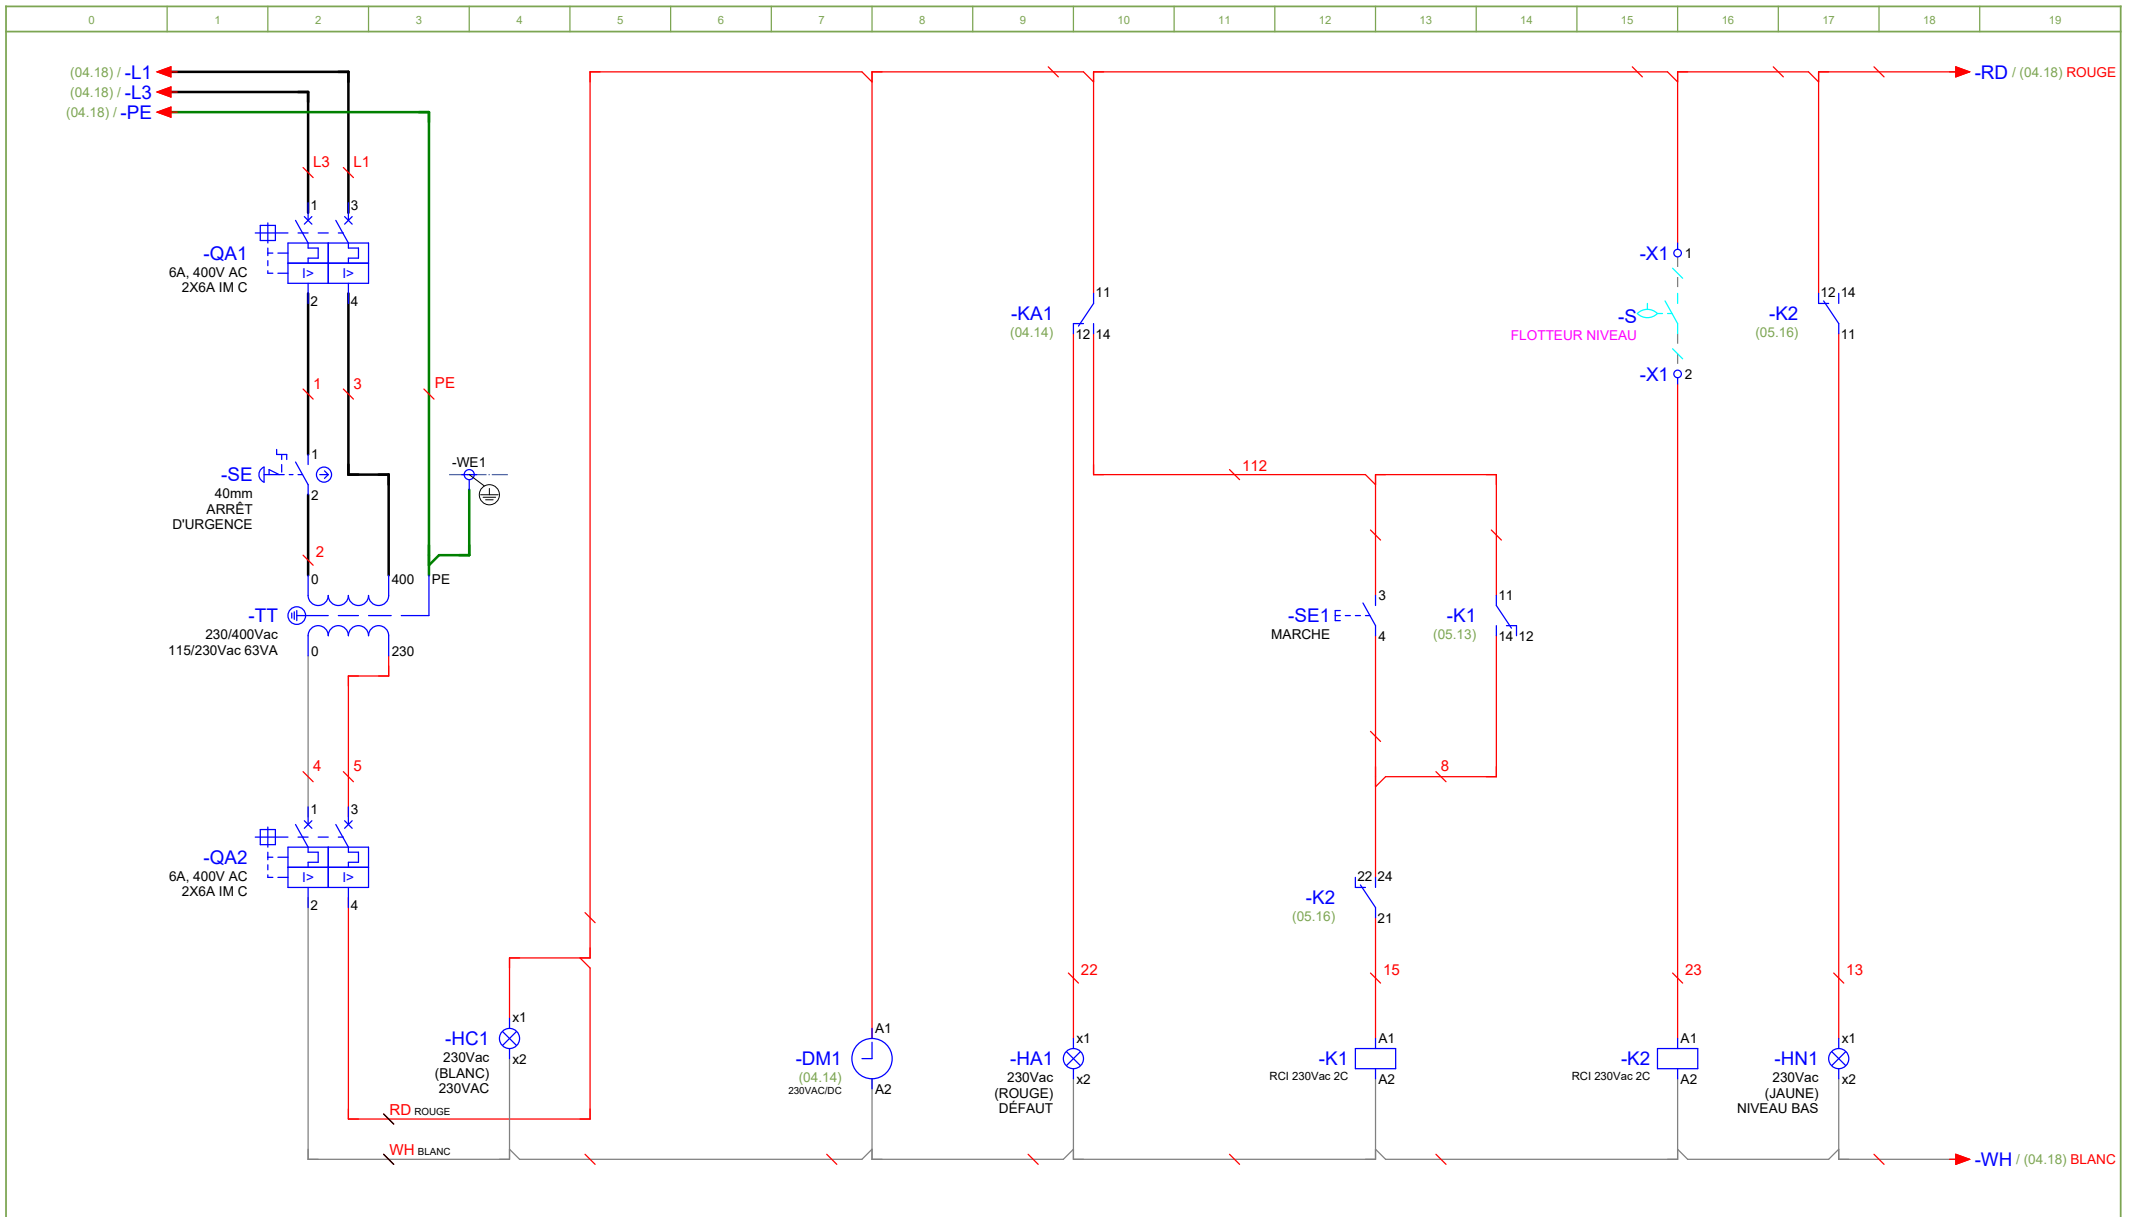 0 1 2 3 4 5 6 7 8 9 10 11 12 13 14 15 16 17 18 19
(04.18) / -L1
(04.18) / -L3
(04.18) / -PE
-RD / (04.18) ROUGE
L3 L1
1 3
-QA1
6A, 400V AC
2X6A IM C
I> I>
2 4
1 3 PE
-SE
40mm
ARRÊT
D'URGENCE
1
2
-WE1
2
0 400 PE
-TT
230/400Vac
115/230Vac 63VA
0 230
4 5
1 3
-QA2
6A, 400V AC
2X6A IM C
I> I>
2 4
RD ROUGE
WH BLANC
-HC1
230Vac
(BLANC)
230VAC
x1
x2
-DM1
(04.14)
230VAC/DC
A1
A2
-KA1
(04.14)
11
12 14
22
-HA1
230Vac
(ROUGE)
DÉFAUT
x1
x2
112
-SE1
MARCHE
3
4
-K1
(05.13)
11
14 12
8
-K2
(05.16)
22 24
21
15
-K1
RCI 230Vac 2C
A1
A2
-X1 1
-S
FLOTTEUR NIVEAU
-X1 2
23
-K2
RCI 230Vac 2C
A1
A2
-K2
(05.16)
12 14
11
13
-HN1
230Vac
(JAUNE)
NIVEAU BAS
x1
x2
-WH / (04.18) BLANC